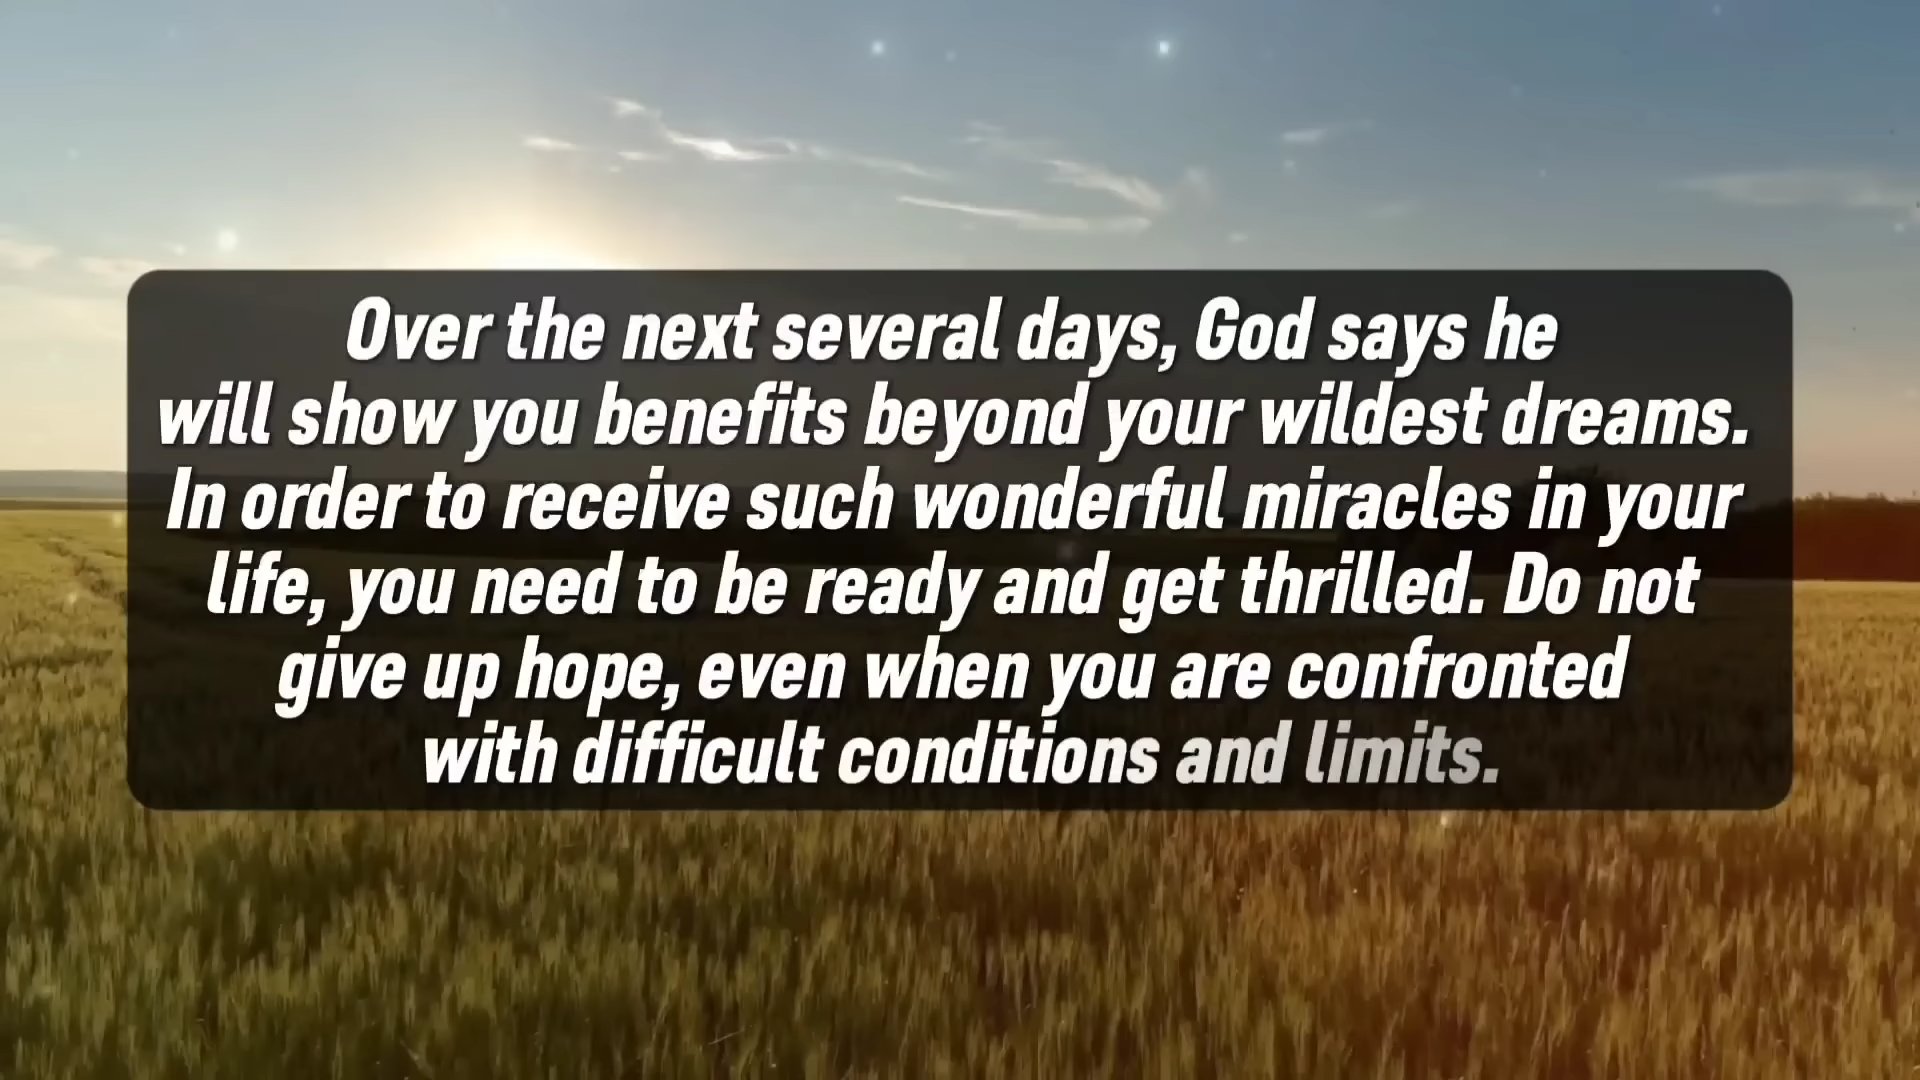 Over the next several days, God says he
will show you benefits beyond your wildest dreams.
In order to receive such wonderful miracles in your
life, you need to be ready and get thrilled. Do not
give up hope, even when you are confronted
with difficult conditions and limits.